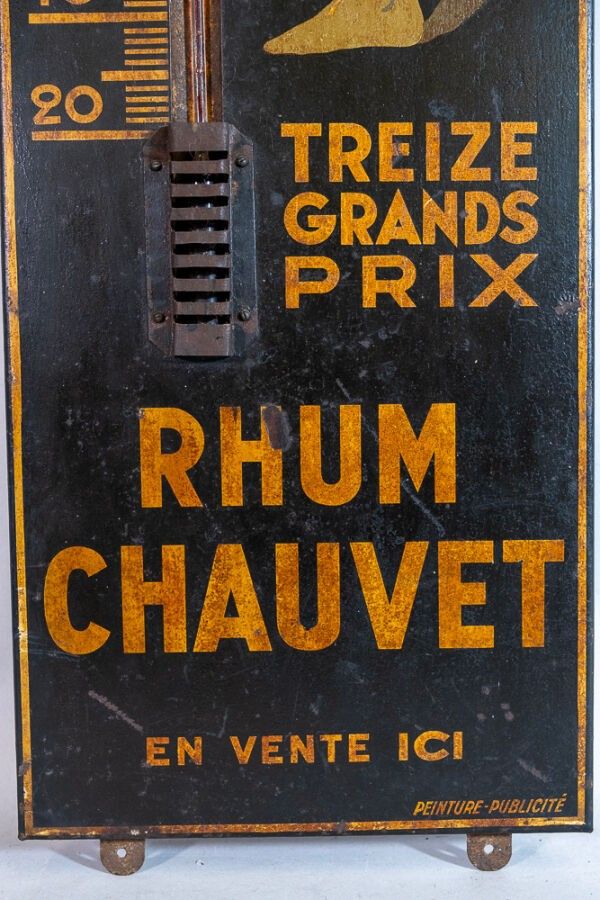 20
TREIZE
GRANDS
PRIX
RHUM
CHAUVET
EN VENTE ICI
PEINTURE-PUBLICITÉ